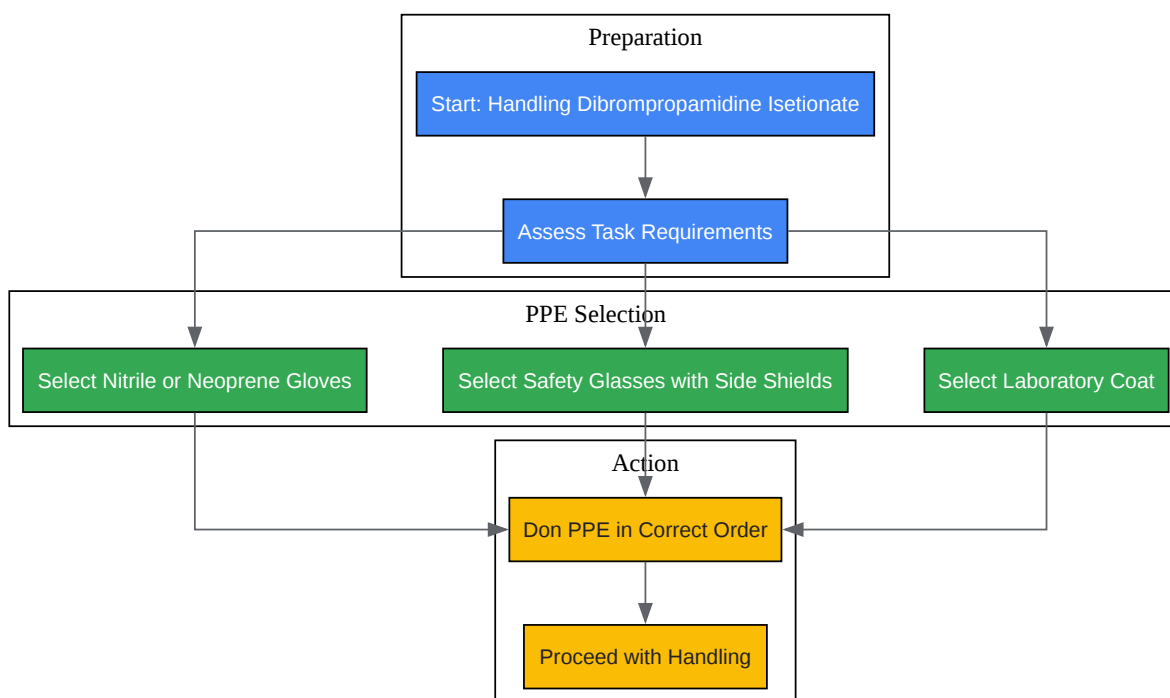 Preparation
Start: Handling Dibrompropamidine Isetionate
Assess Task Requirements
PPE Selection
Select Nitrile or Neoprene Gloves
Select Safety Glasses with Side Shields
Select Laboratory Coat
Action
Don PPE in Correct Order
Proceed with Handling